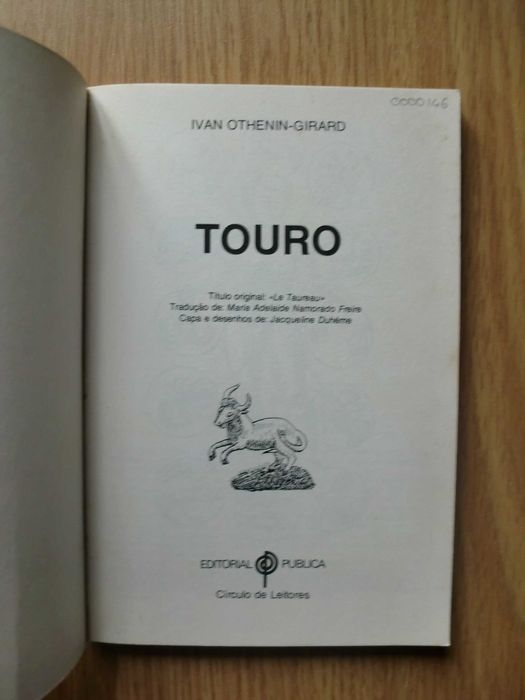 0000146
IVAN OTHENIN-GIRARD
TOURO
Título original: «Le Taureau»
Tradução de: Maria Adelaide Namorado Freire
Capa e desenhos de: Jacqueline Duhême
EDITORIAL PUBLICA
Círculo de Leitores